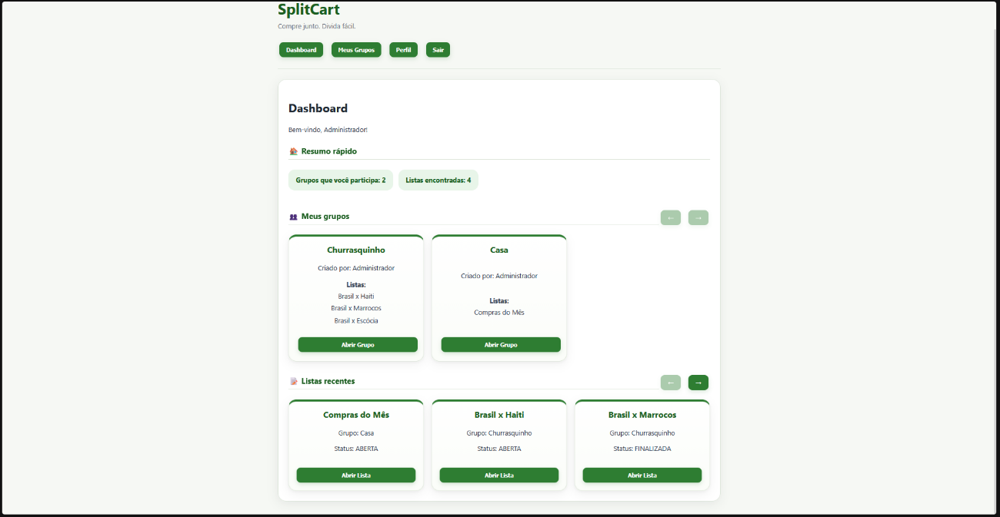 SplitCart
Compre junto. Divida fácil.
Dashboard Meus Grupos Perfil Sair
Dashboard
Bem-vindo, Administrador!
Resumo rápido
Grupos que você participa: 2 Listas encontradas: 4
Meus grupos
← →
Churrasquinho
Criado por: Administrador
Listas:
Brasil x Haiti
Brasil x Marrocos
Brasil x Escócia
Abrir Grupo
Casa
Criado por: Administrador
Listas:
Compras do Mês
Abrir Grupo
Listas recentes
← →
Compras do Mês
Grupo: Casa
Status: ABERTA
Abrir Lista
Brasil x Haiti
Grupo: Churrasquinho
Status: ABERTA
Abrir Lista
Brasil x Marrocos
Grupo: Churrasquinho
Status: FINALIZADA
Abrir Lista